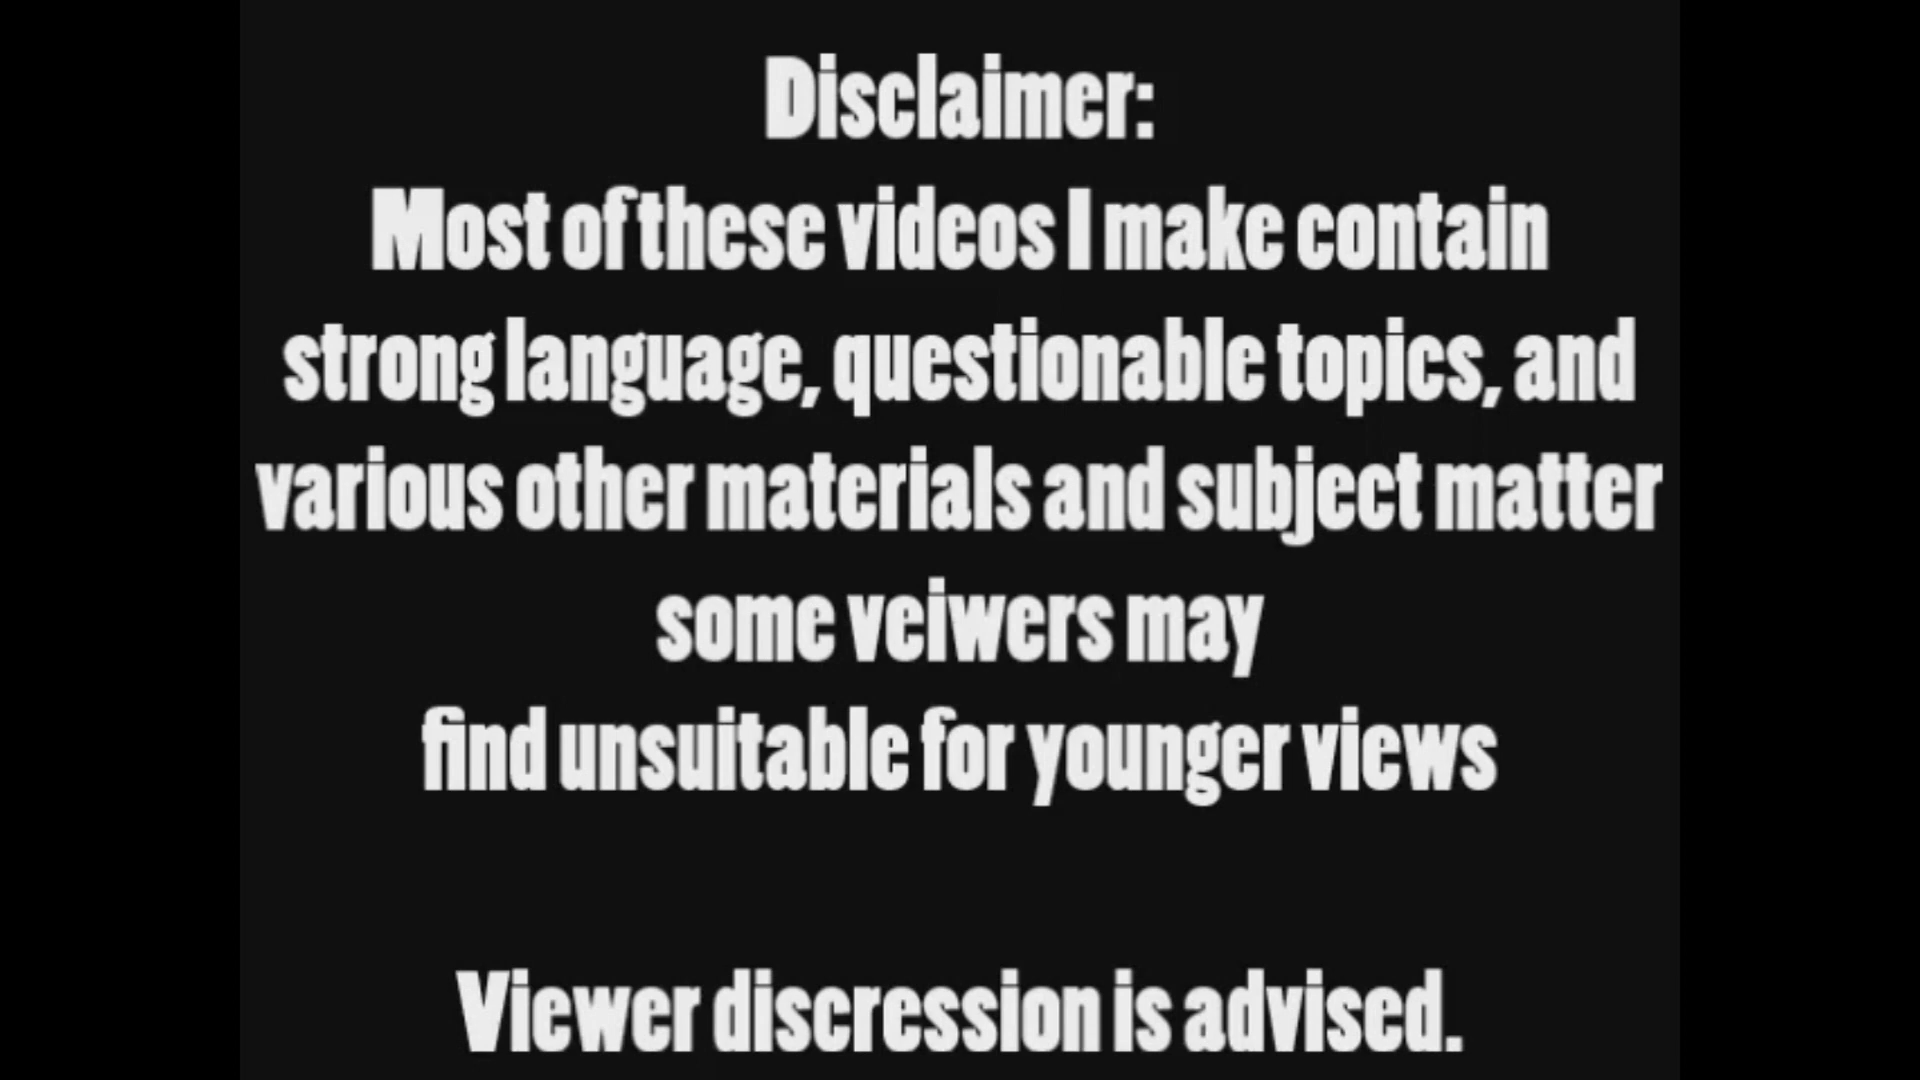 Disclaimer:
Most of these videos I make contain
strong language, questionable topics, and
various other materials and subject matter
some veiwers may
find unsuitable for younger views
Viewer discression is advised.